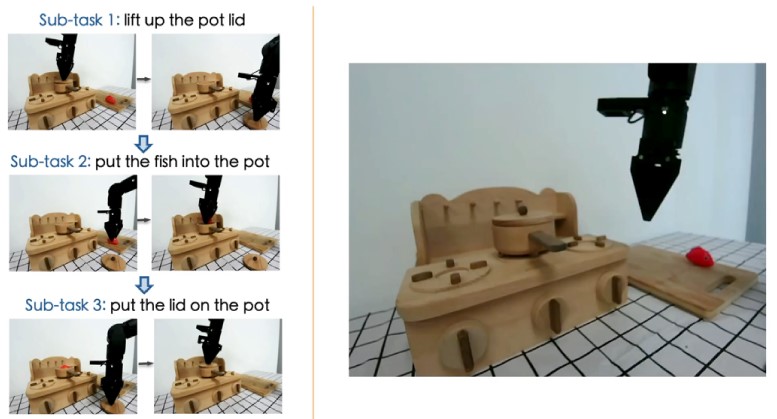 Sub-task 1: lift up the pot lid
Sub-task 2: put the fish into the pot
Sub-task 3: put the lid on the pot